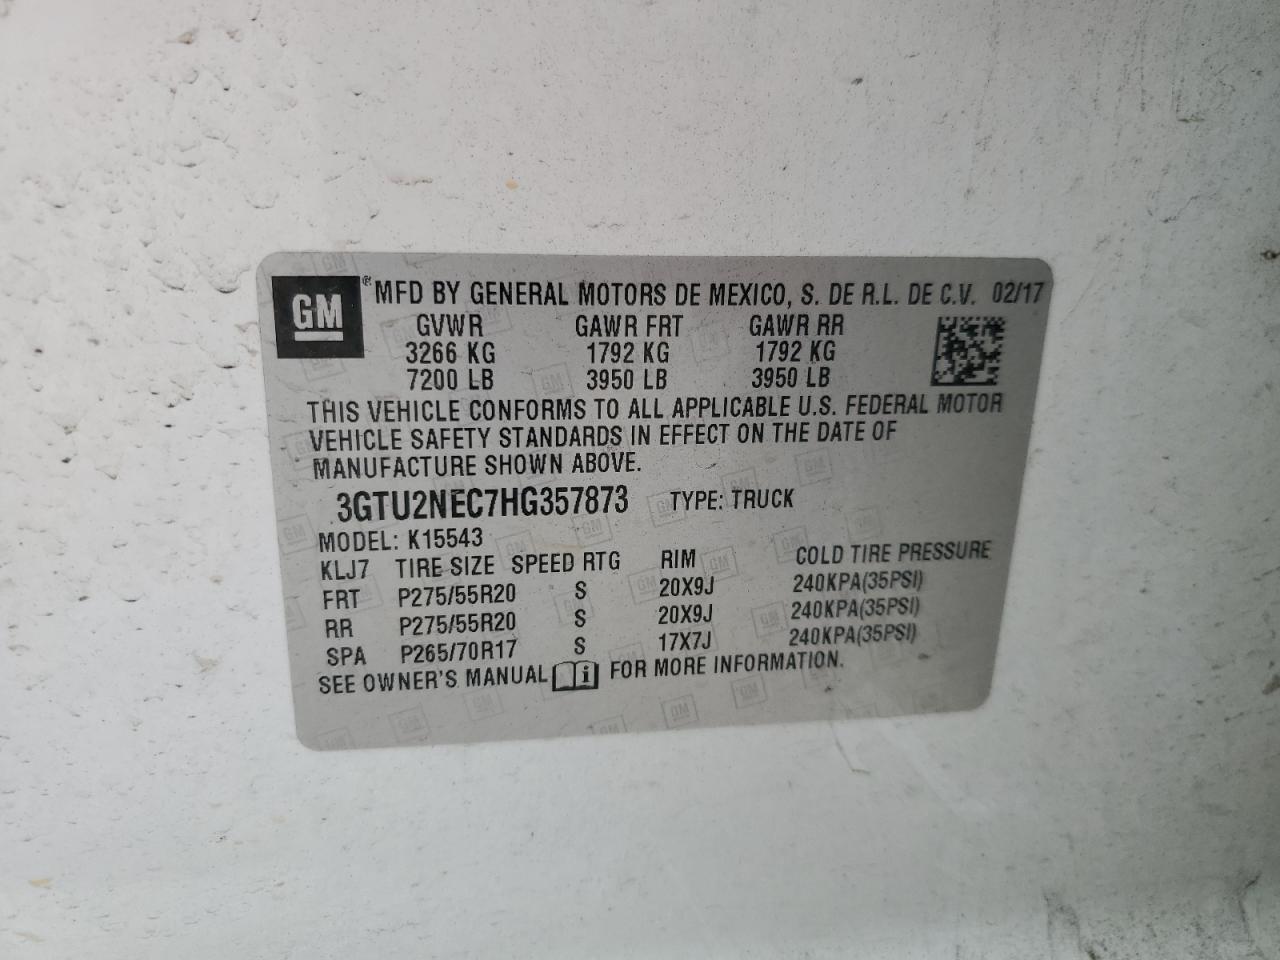 GM
® MFD BY GENERAL MOTORS DE MEXICO, S. DE R.L. DE C.V. 02/17
GVWR GAWR FRT GAWR RR
3266 KG 1792 KG 1792 KG
7200 LB 3950 LB 3950 LB
THIS VEHICLE CONFORMS TO ALL APPLICABLE U.S. FEDERAL MOTOR
VEHICLE SAFETY STANDARDS IN EFFECT ON THE DATE OF
MANUFACTURE SHOWN ABOVE.
3GTU2NEC7HG357873 TYPE: TRUCK
MODEL: K15543
KLJ7 TIRE SIZE SPEED RTG RIM COLD TIRE PRESSURE
FRT P275/55R20 S 20X9J 240KPA(35PSI)
RR P275/55R20 S 20X9J 240KPA(35PSI)
SPA P265/70R17 S 17X7J 240KPA(35PSI)
SEE OWNER'S MANUAL i FOR MORE INFORMATION.